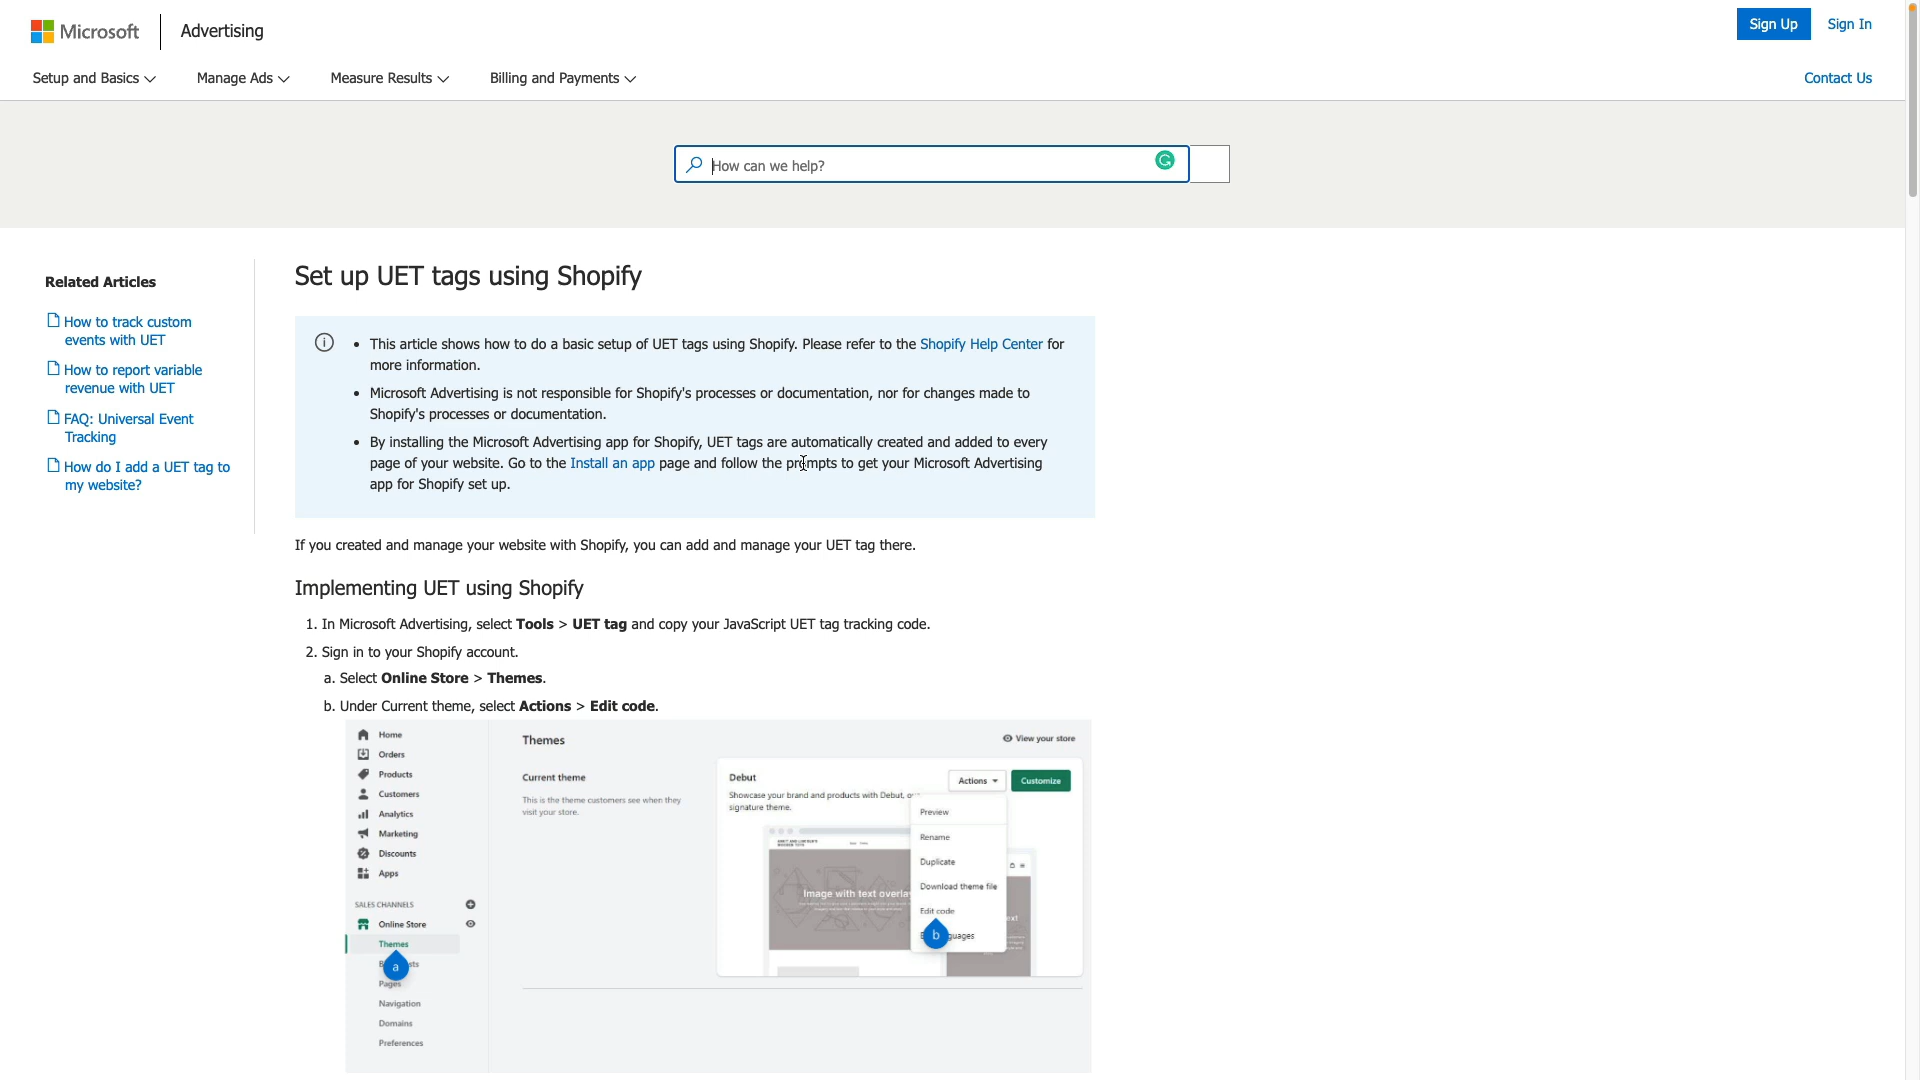 Microsoft
Advertising
Sign Up
Sign In
Setup and Basics
Manage Ads
Measure Results
Billing and Payments
Contact Us
How can we help?
Related Articles
How to track custom
events with UET
How to report variable
revenue with UET
FAQ: Universal Event
Tracking
How do I add a UET tag to
my website?
Set up UET tags using Shopify
• This article shows how to do a basic setup of UET tags using Shopify. Please refer to the Shopify Help Center for
more information.
• Microsoft Advertising is not responsible for Shopify's processes or documentation, nor for changes made to
Shopify's processes or documentation.
• By installing the Microsoft Advertising app for Shopify, UET tags are automatically created and added to every
page of your website. Go to the Install an app page and follow the prompts to get your Microsoft Advertising
app for Shopify set up.
If you created and manage your website with Shopify, you can add and manage your UET tag there.
Implementing UET using Shopify
1. In Microsoft Advertising, select Tools > UET tag and copy your JavaScript UET tag tracking code.
2. Sign in to your Shopify account.
a. Select Online Store > Themes.
b. Under Current theme, select Actions > Edit code.
Home
Orders
Products
Customers
Analytics
Marketing
Discounts
Apps
SALES CHANNELS
Online Store
Themes
a
Pages
Navigation
Domains
Preferences
Themes
View your store
Current theme
This is the theme customers see when they
visit your store.
Debut
Actions
Customize
Showcase your brand and products with Debut,
signature theme.
Preview
Rename
Duplicate
Download theme file
Edit code
b
Image with text overla